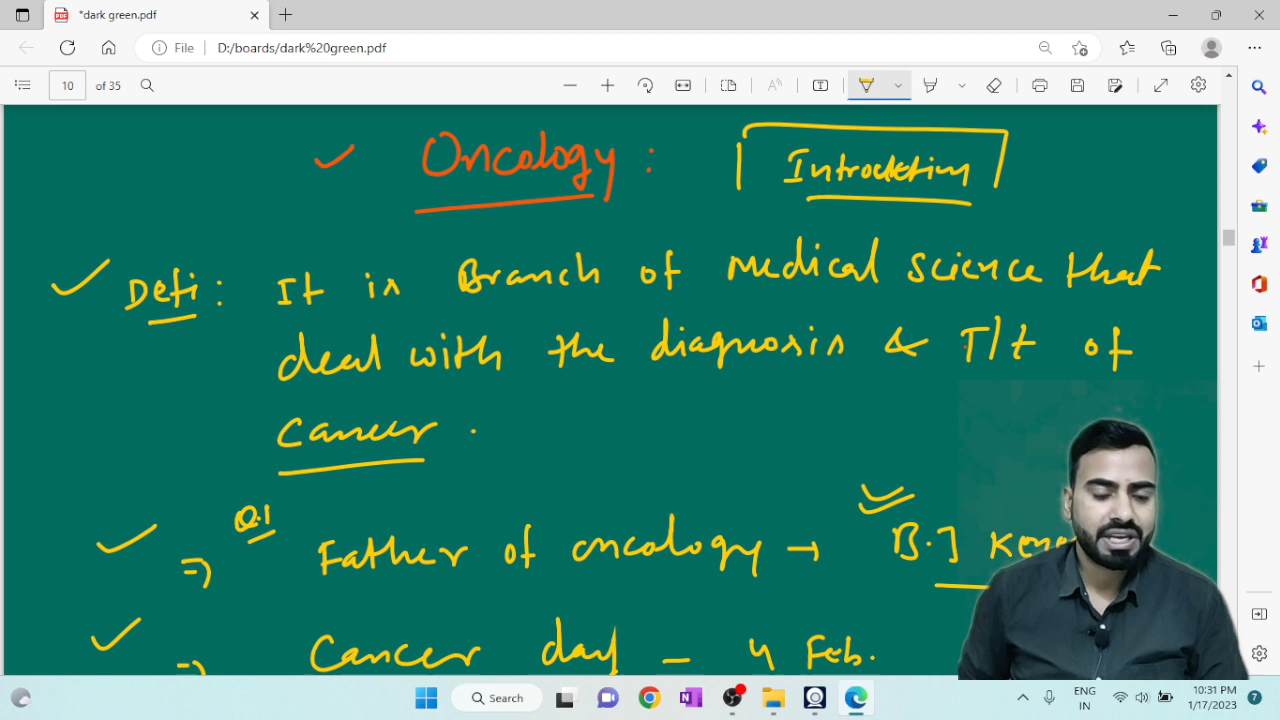 *dark green.pdf
File D:/boards/dark%20green.pdf
10 of 35
Oncology : Introduction
Defi : It is Branch of medical science that
deal with the diagnosis & T/t of
cancer .
Q.1
⇒ Father of oncology → B.J
⇒ Cancer day - 4 Feb.
Search
ENG
IN
10:31 PM
1/17/2023
7